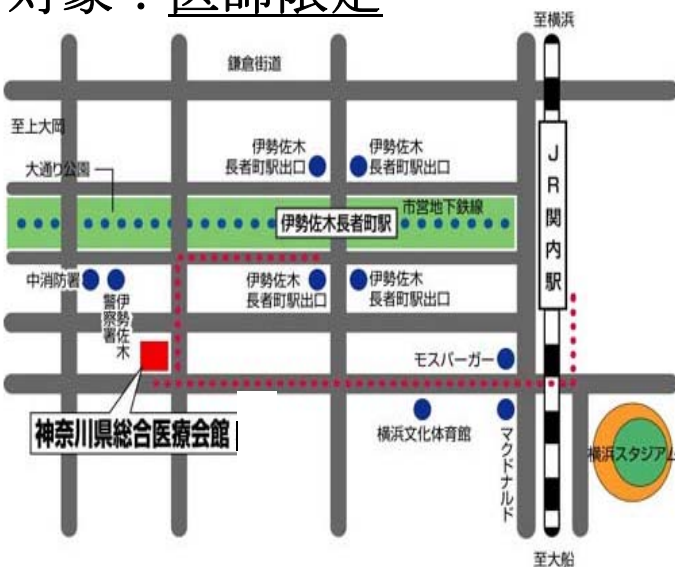 対象：医師限定
至横浜
鎌倉街道
至上大岡
大通り公園
伊勢佐木
長者町駅出口
伊勢佐木
長者町駅出口
JR関内駅
市営地下鉄線
伊勢佐木長者町駅
中消防署
伊勢佐木
警察署
伊勢佐木
長者町駅出口
伊勢佐木
長者町駅出口
モスバーガー
神奈川県総合医療会館
横浜文化体育館
マクドナルド
横浜スタジアム
至大船